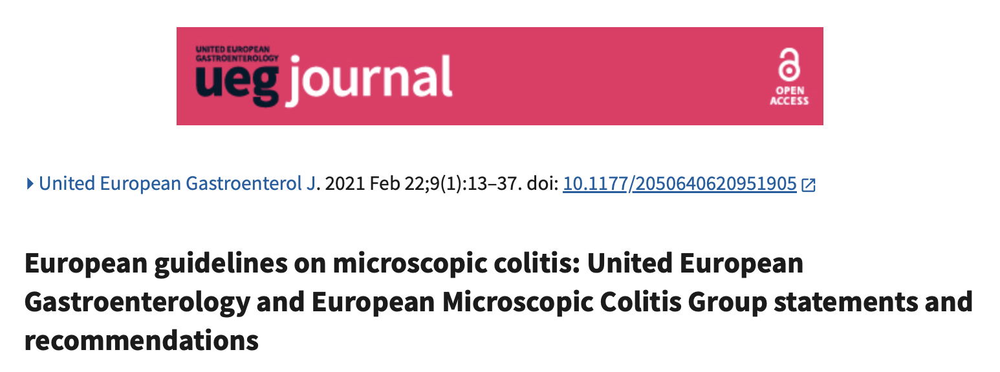 UNITED EUROPEAN
GASTROENTEROLOGY
ueg journal
OPEN
ACCESS
United European Gastroenterol J. 2021 Feb 22;9(1):13–37. doi: 10.1177/2050640620951905
European guidelines on microscopic colitis: United European
Gastroenterology and European Microscopic Colitis Group statements and
recommendations